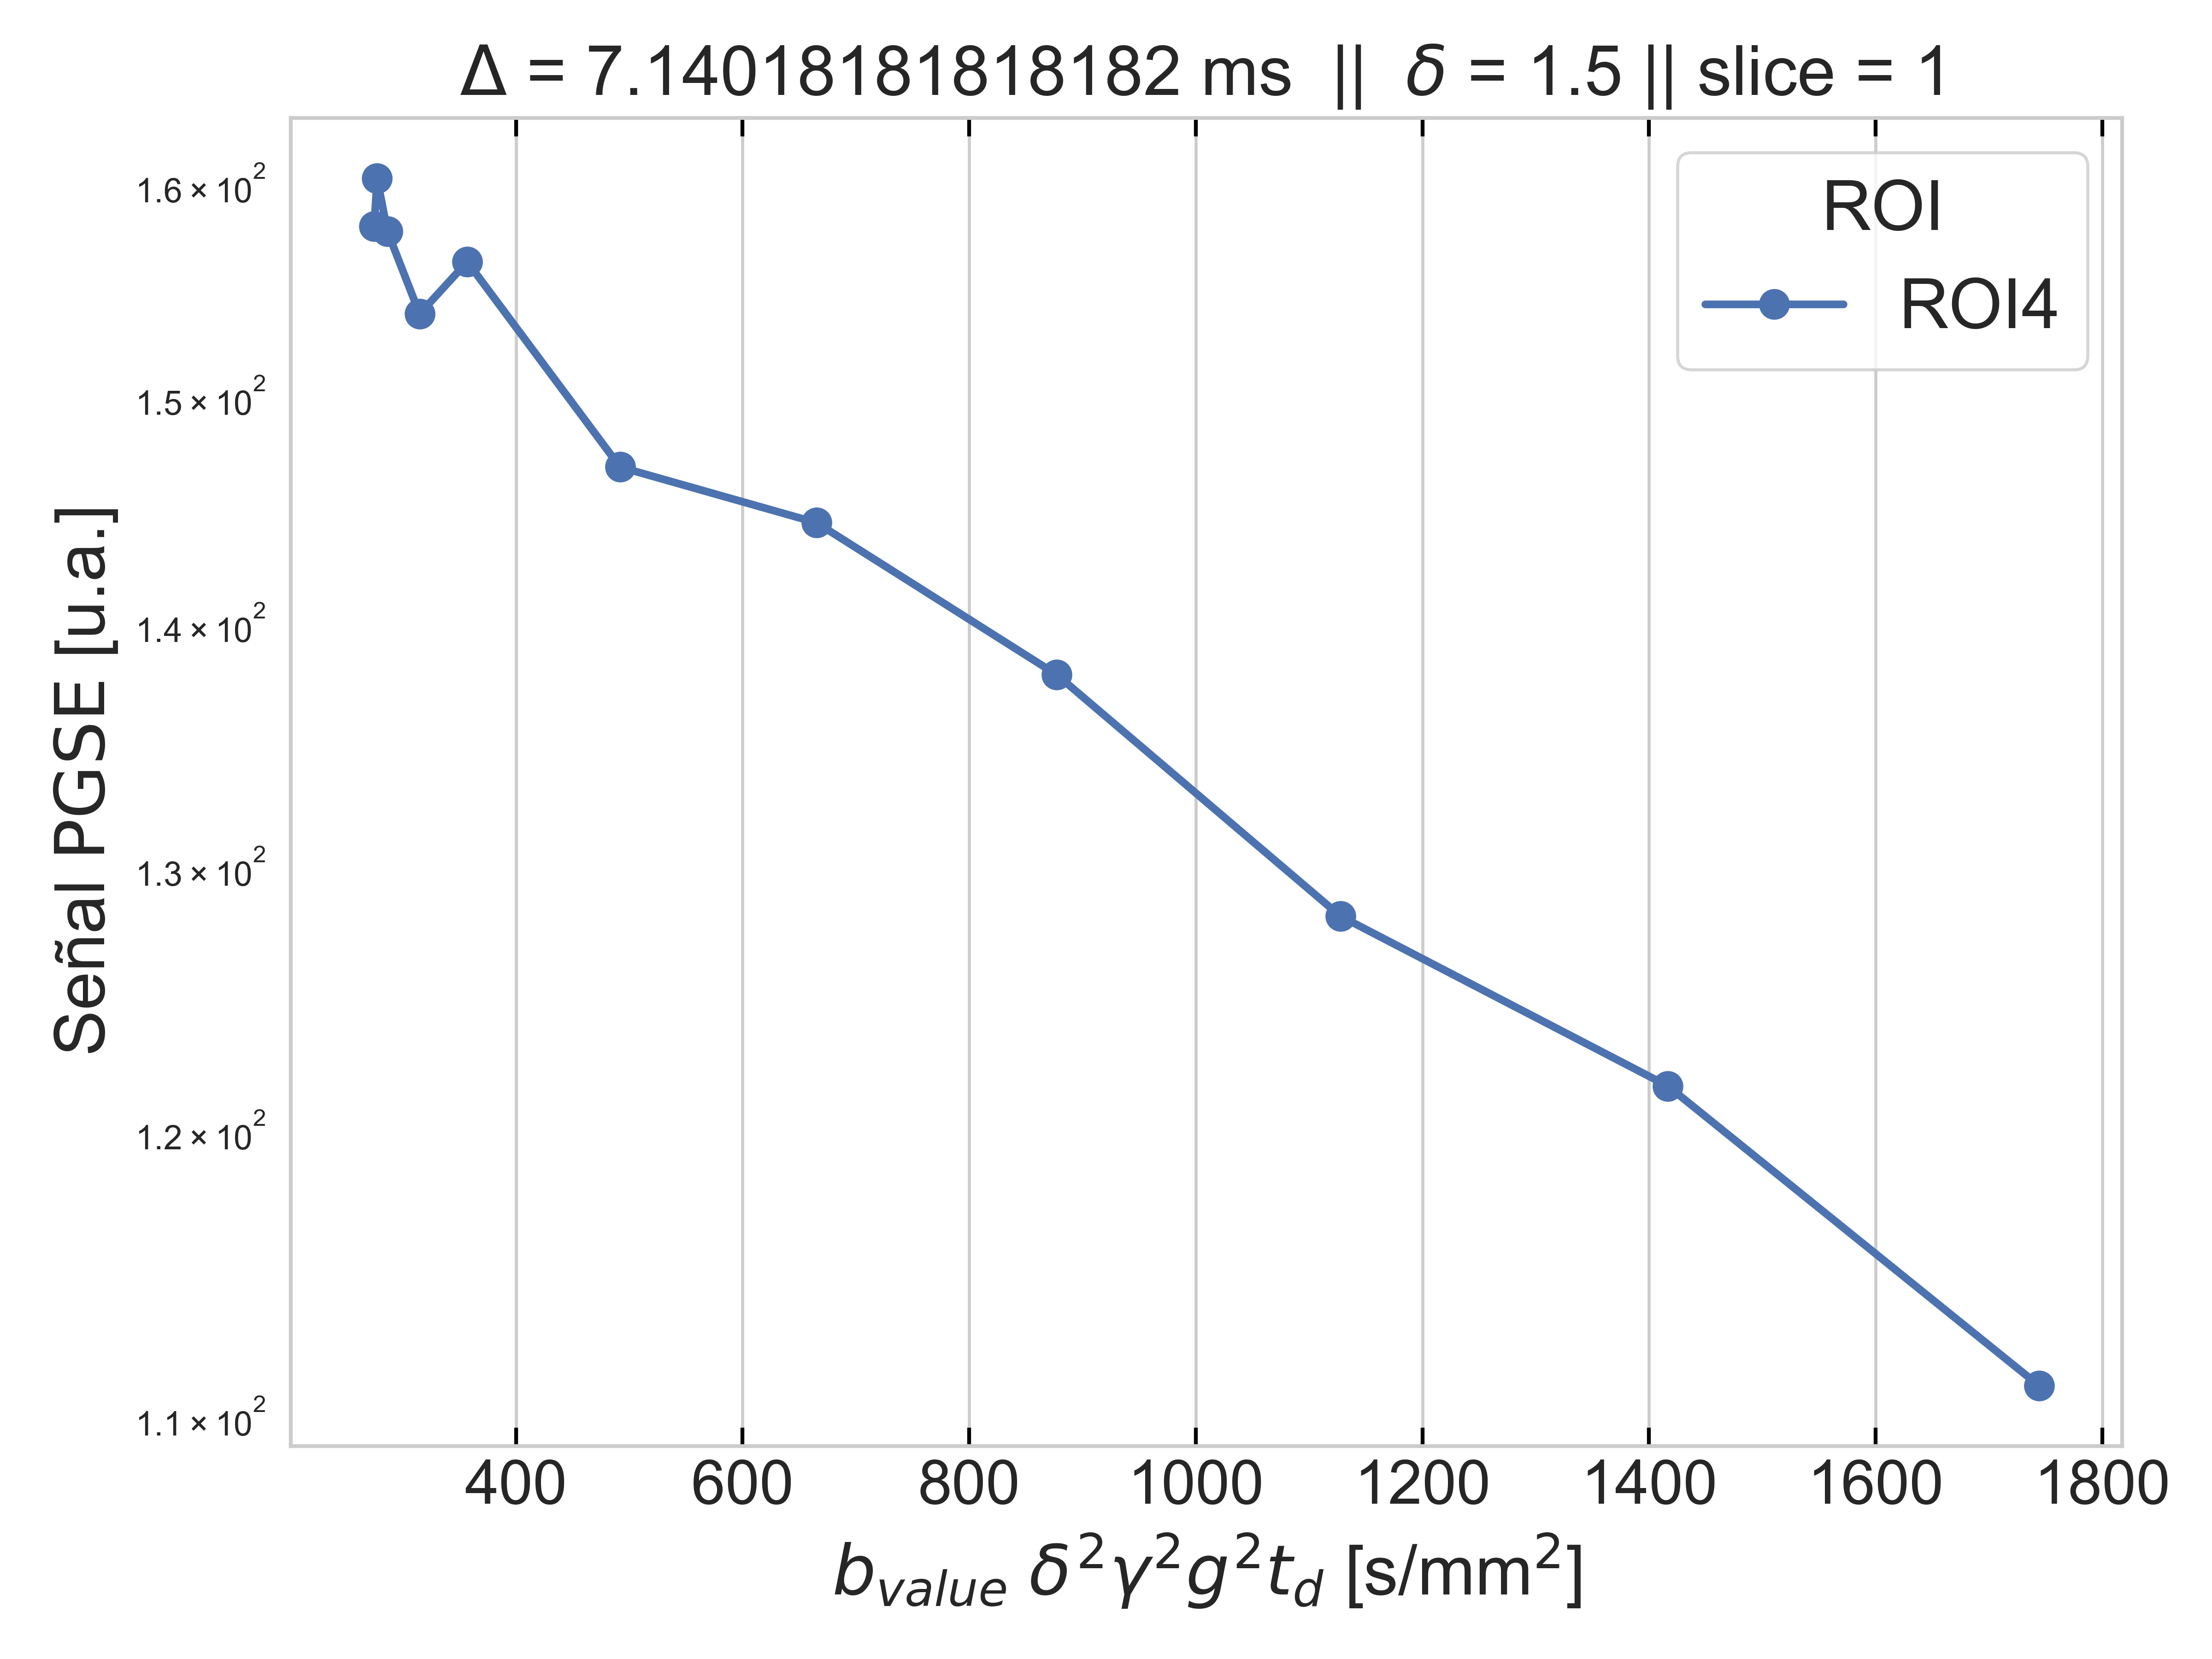 Δ = 7.140181818181818​2 ms || δ = 1.5 || slice = 1
ROI
ROI4
Señal PGSE [u.a.]
1.6 × 10²
1.5 × 10²
1.4 × 10²
1.3 × 10²
1.2 × 10²
1.1 × 10²
400 600 800 1000 1200 1400 1600 1800
b_value δ²γ²g²t_d [s/mm²]